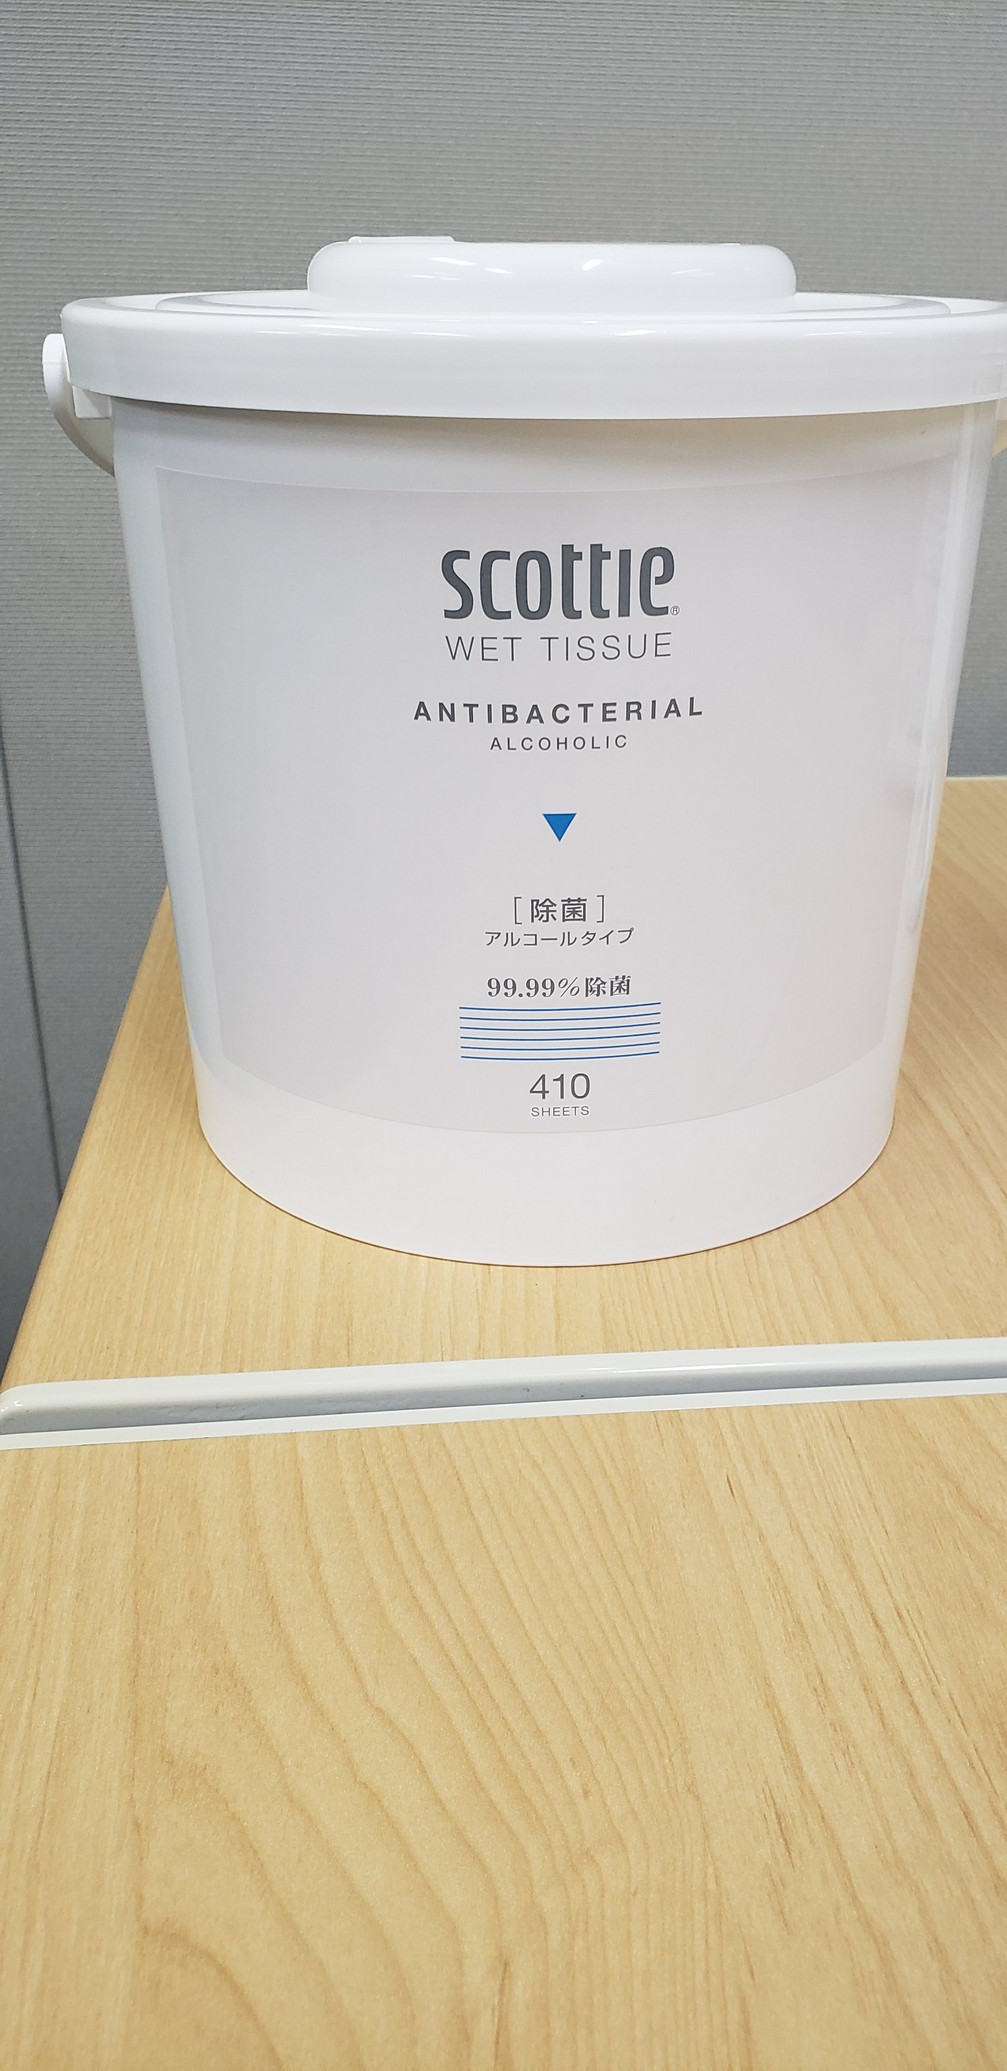 scottie®
WET TISSUE
ANTIBACTERIAL
ALCOHOLIC
[除菌]
アルコールタイプ
99.99%除菌
410
SHEETS